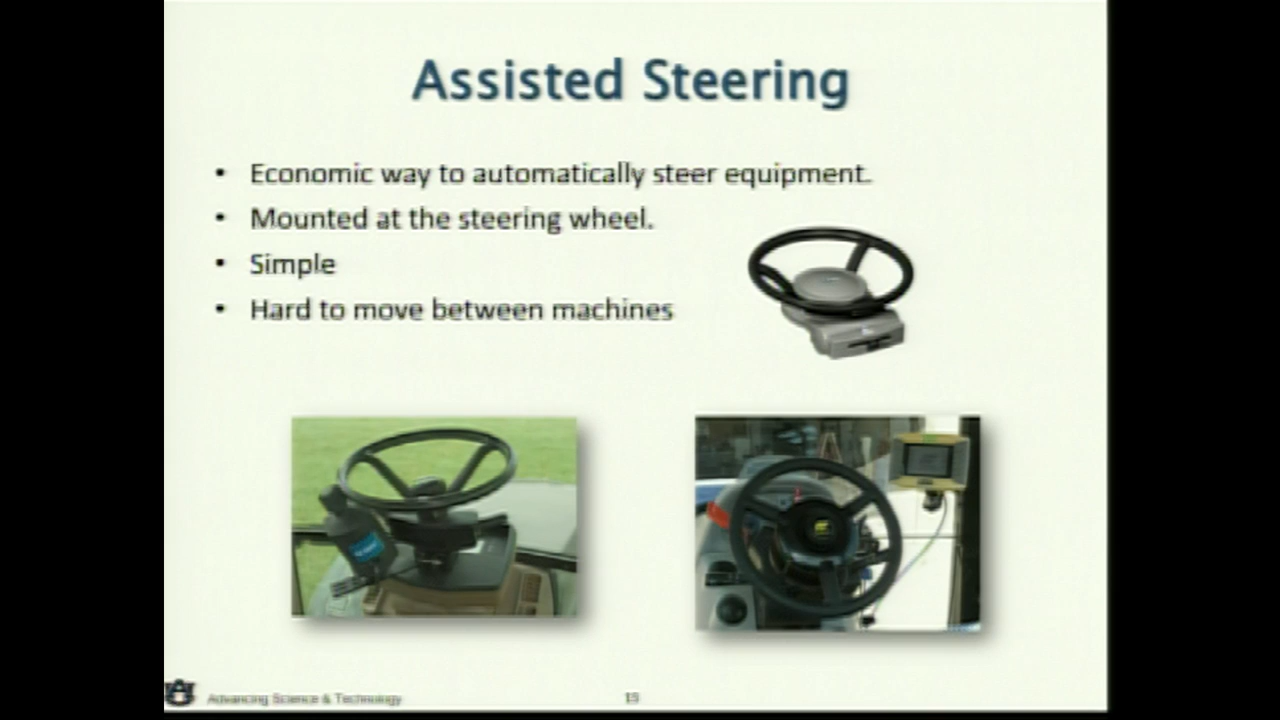 Assisted Steering
• Economic way to automatically steer equipment.
• Mounted at the steering wheel.
• Simple
• Hard to move between machines
Advancing Science & Technology